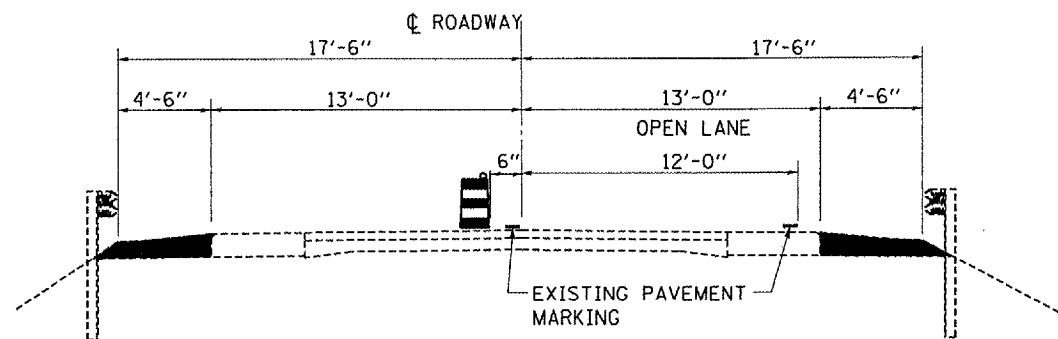 ℄ ROADWAY
17'-6" 17'-6"
4'-6" 13'-0" 13'-0" 4'-6"
OPEN LANE
6" 12'-0"
EXISTING PAVEMENT
MARKING